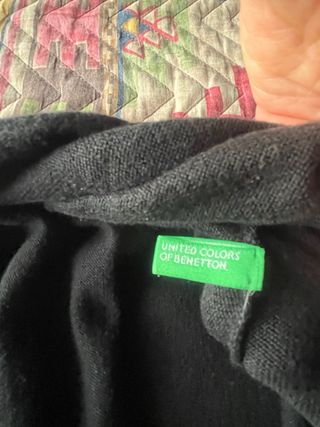 UNITED COLORS
OF BENETTON.